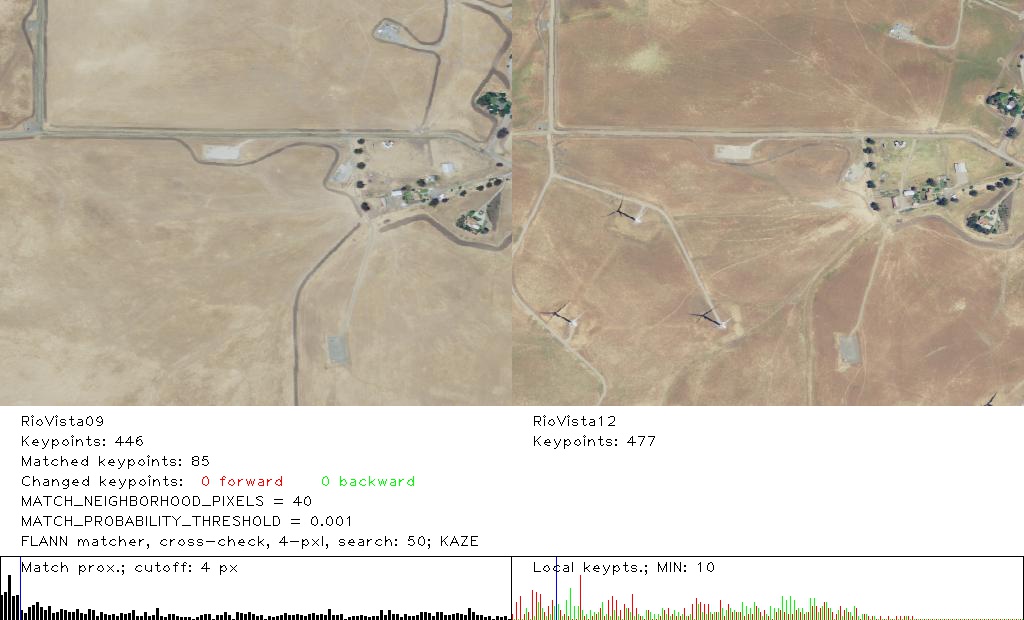 RioVista09
Keypoints: 446
Matched keypoints: 85
Changed keypoints: 0 forward 0 backward
MATCH_NEIGHBORHOOD_PIXELS = 40
MATCH_PROBABILITY_THRESHOLD = 0.001
FLANN matcher, cross-check, 4-pxl, search: 50; KAZE
RioVista12
Keypoints: 477
Match prox.; cutoff: 4 px
Local keypts.; MIN: 10